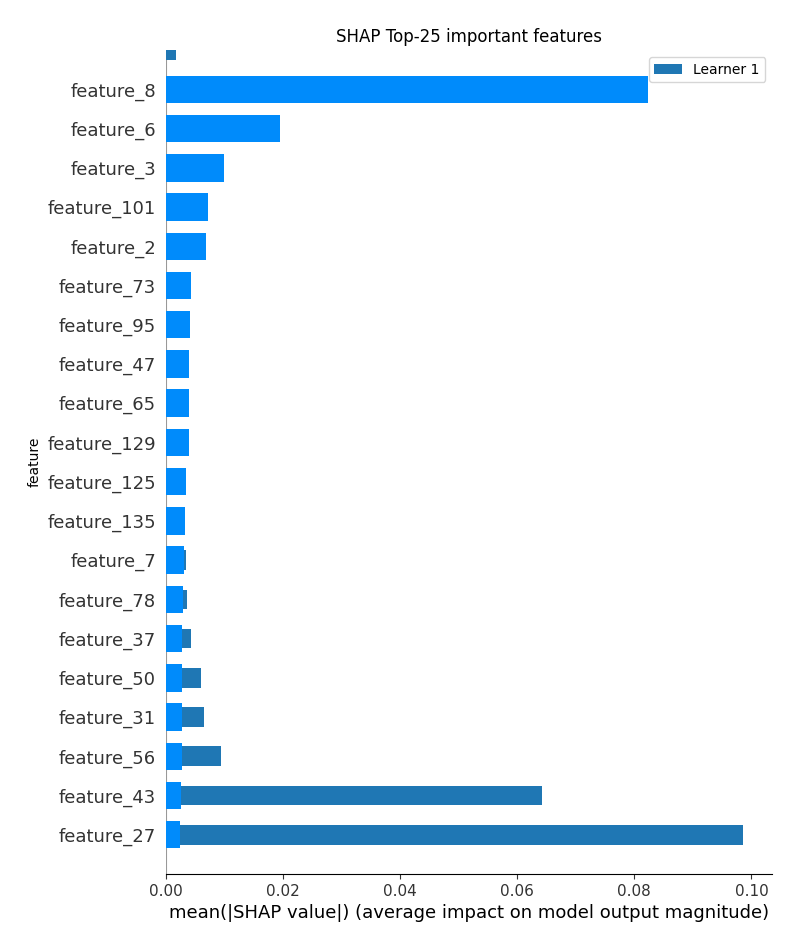 SHAP Top-25 important features
Learner 1
feature_8
feature_6
feature_3
feature_101
feature_2
feature_73
feature_95
feature_47
feature_65
feature_129
feature_125
feature_135
feature_7
feature_78
feature_37
feature_50
feature_31
feature_56
feature_43
feature_27
feature
0.00 0.02 0.04 0.06 0.08 0.10
mean(|SHAP value|) (average impact on model output magnitude)